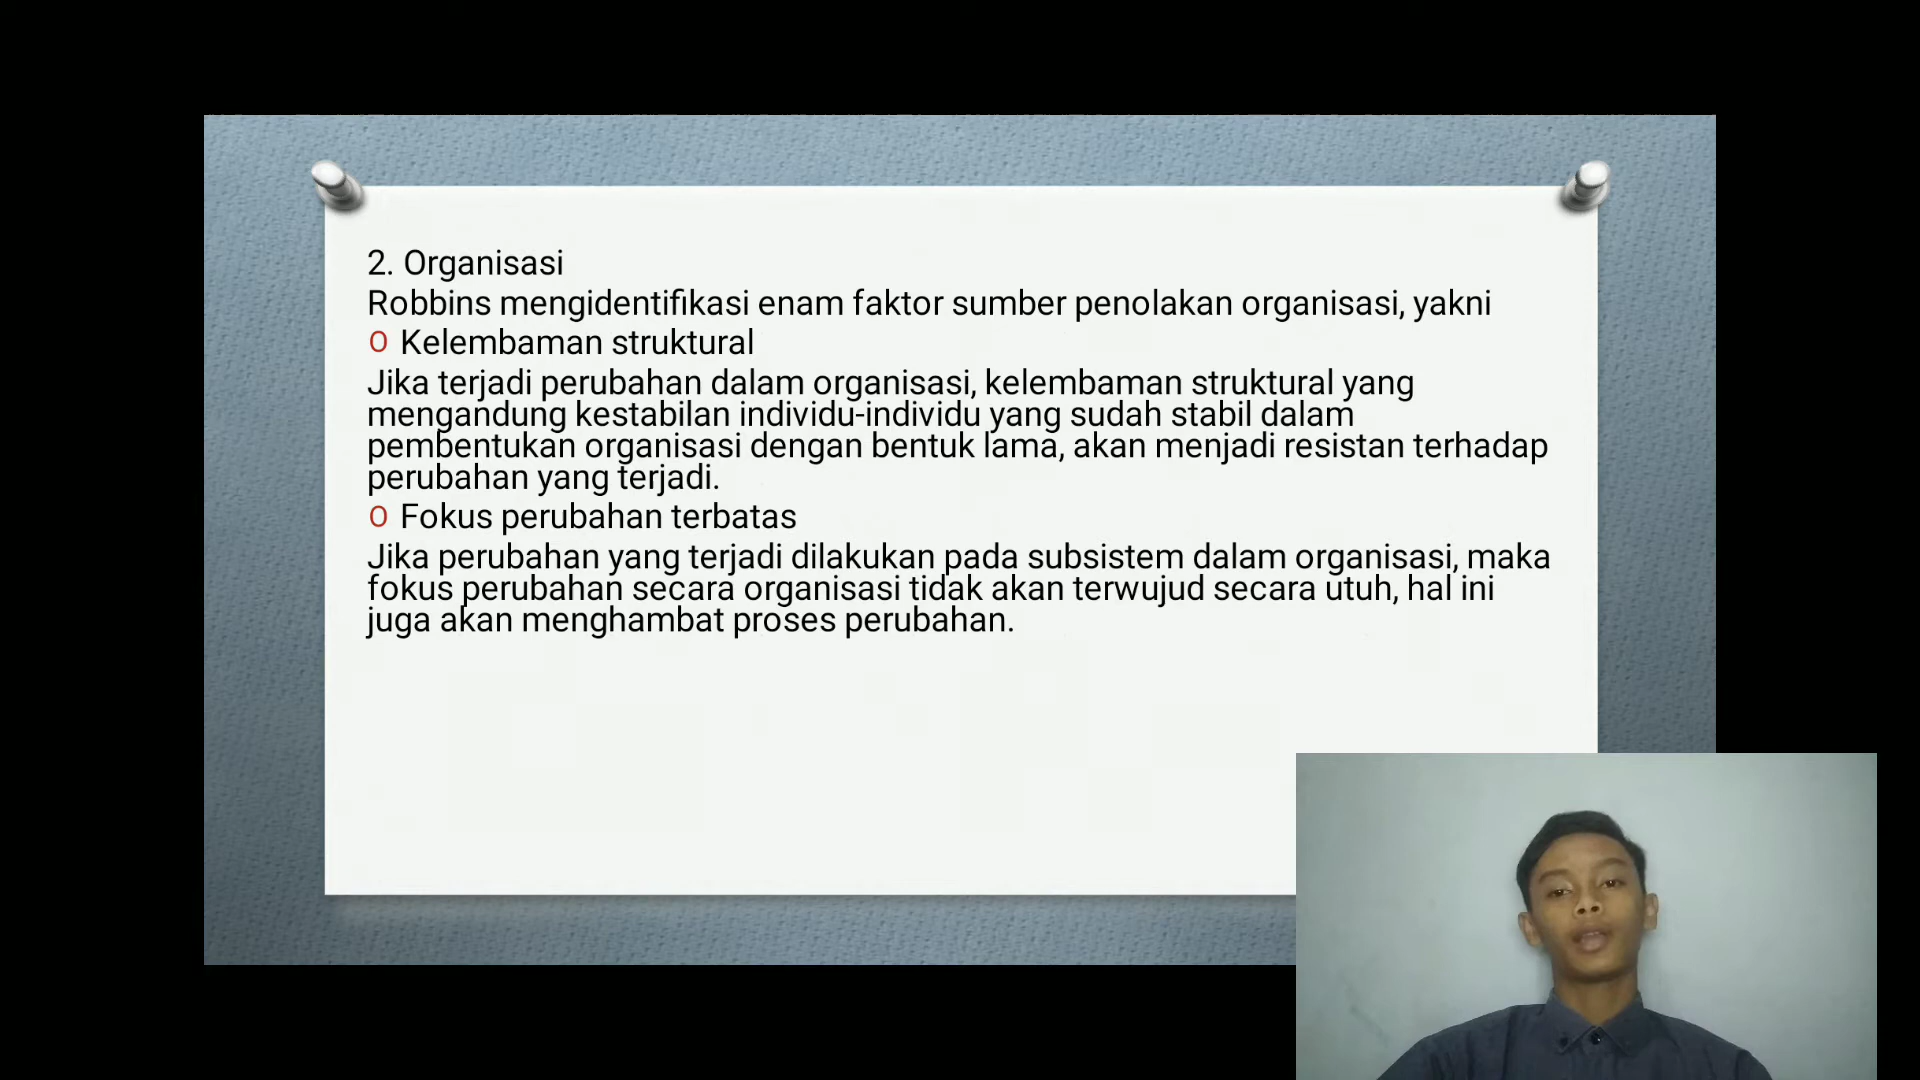 2. Organisasi
Robbins mengidentifikasi enam faktor sumber penolakan organisasi, yakni
O Kelembaman struktural
Jika terjadi perubahan dalam organisasi, kelembaman struktural yang
mengandung kestabilan individu-individu yang sudah stabil dalam
pembentukan organisasi dengan bentuk lama, akan menjadi resistan terhadap
perubahan yang terjadi.
O Fokus perubahan terbatas
Jika perubahan yang terjadi dilakukan pada subsistem dalam organisasi, maka
fokus perubahan secara organisasi tidak akan terwujud secara utuh, hal ini
juga akan menghambat proses perubahan.